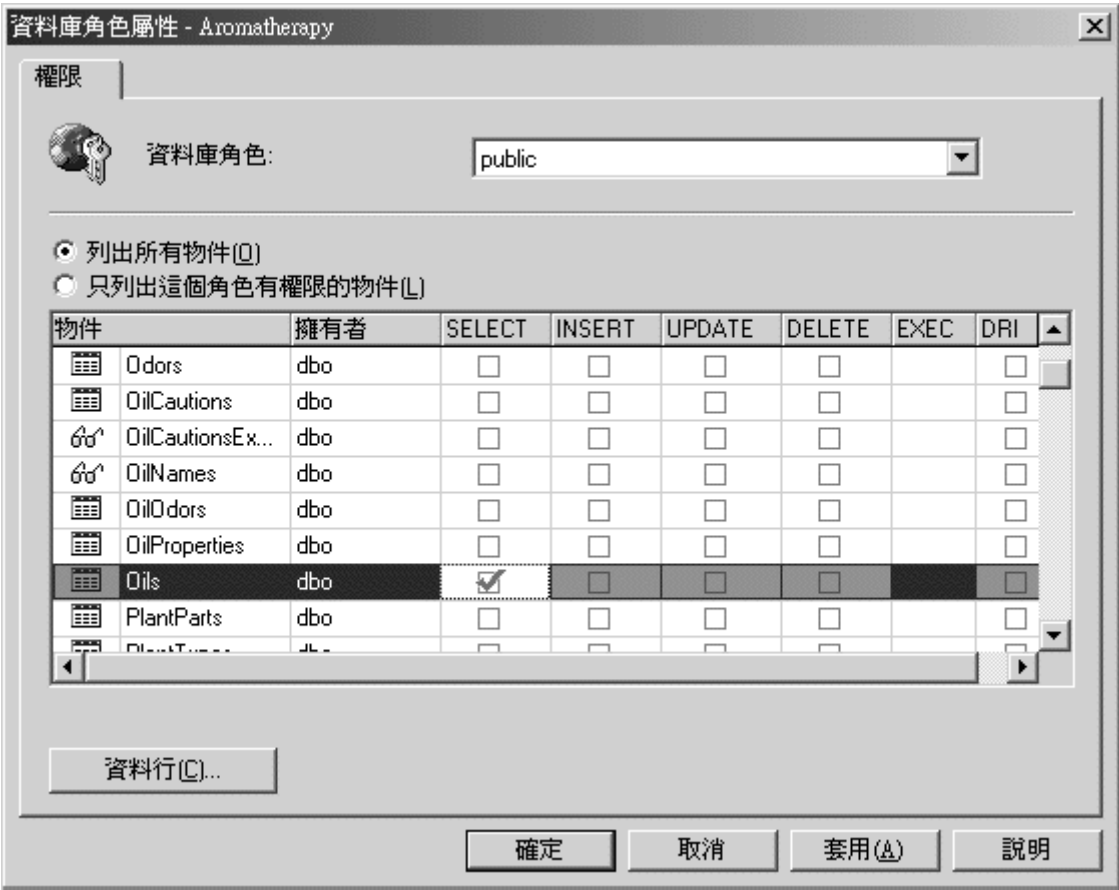 資料庫角色屬性 - Aromatherapy
權限
資料庫角色: public
列出所有物件(O)
只列出這個角色有權限的物件(L)
物件 擁有者 SELECT INSERT UPDATE DELETE EXEC DRI
Odors dbo
OilCautions dbo
OilCautionsEx... dbo
OilNames dbo
OilOdors dbo
OilProperties dbo
Oils dbo
PlantParts dbo
資料行(C)...
確定 取消 套用(A) 說明